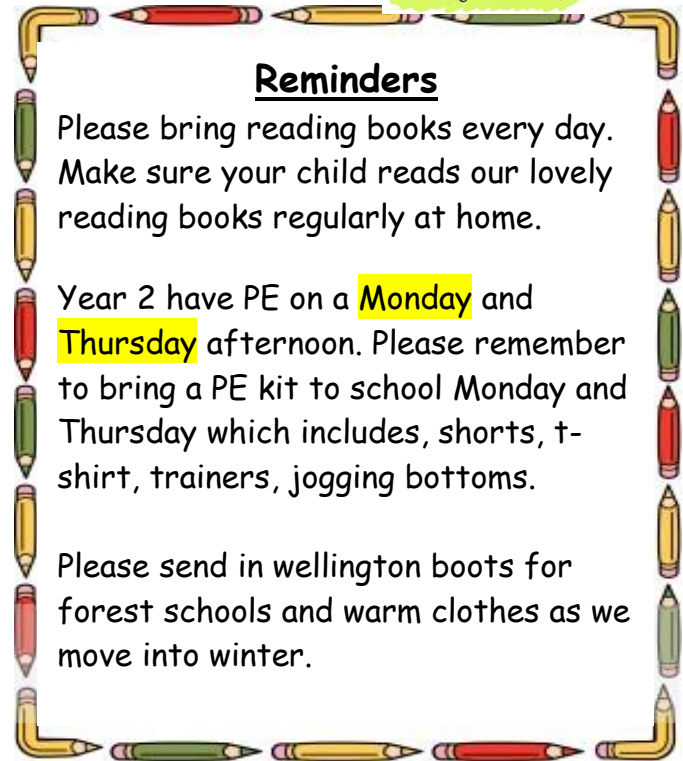 Reminders
Please bring reading books every day.
Make sure your child reads our lovely
reading books regularly at home.
Year 2 have PE on a Monday and
Thursday afternoon. Please remember
to bring a PE kit to school Monday and
Thursday which includes, shorts, t-
shirt, trainers, jogging bottoms.
Please send in wellington boots for
forest schools and warm clothes as we
move into winter.